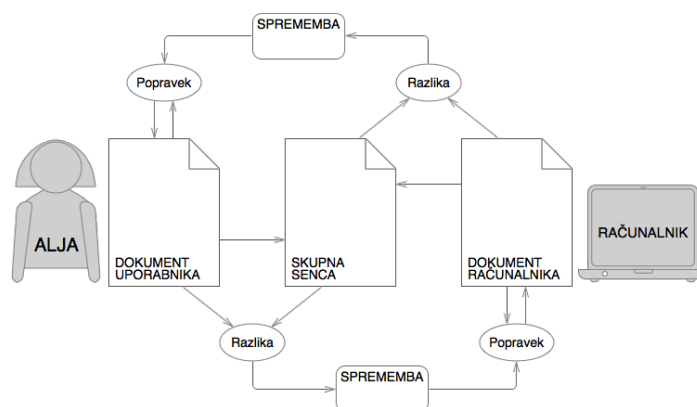 SPREMEMBA
Popravek
Razlika
ALJA
RAČUNALNIK
DOKUMENT
UPORABNIKA
SKUPNA
SENCA
DOKUMENT
RAČUNALNIKA
Razlika
Popravek
SPREMEMBA